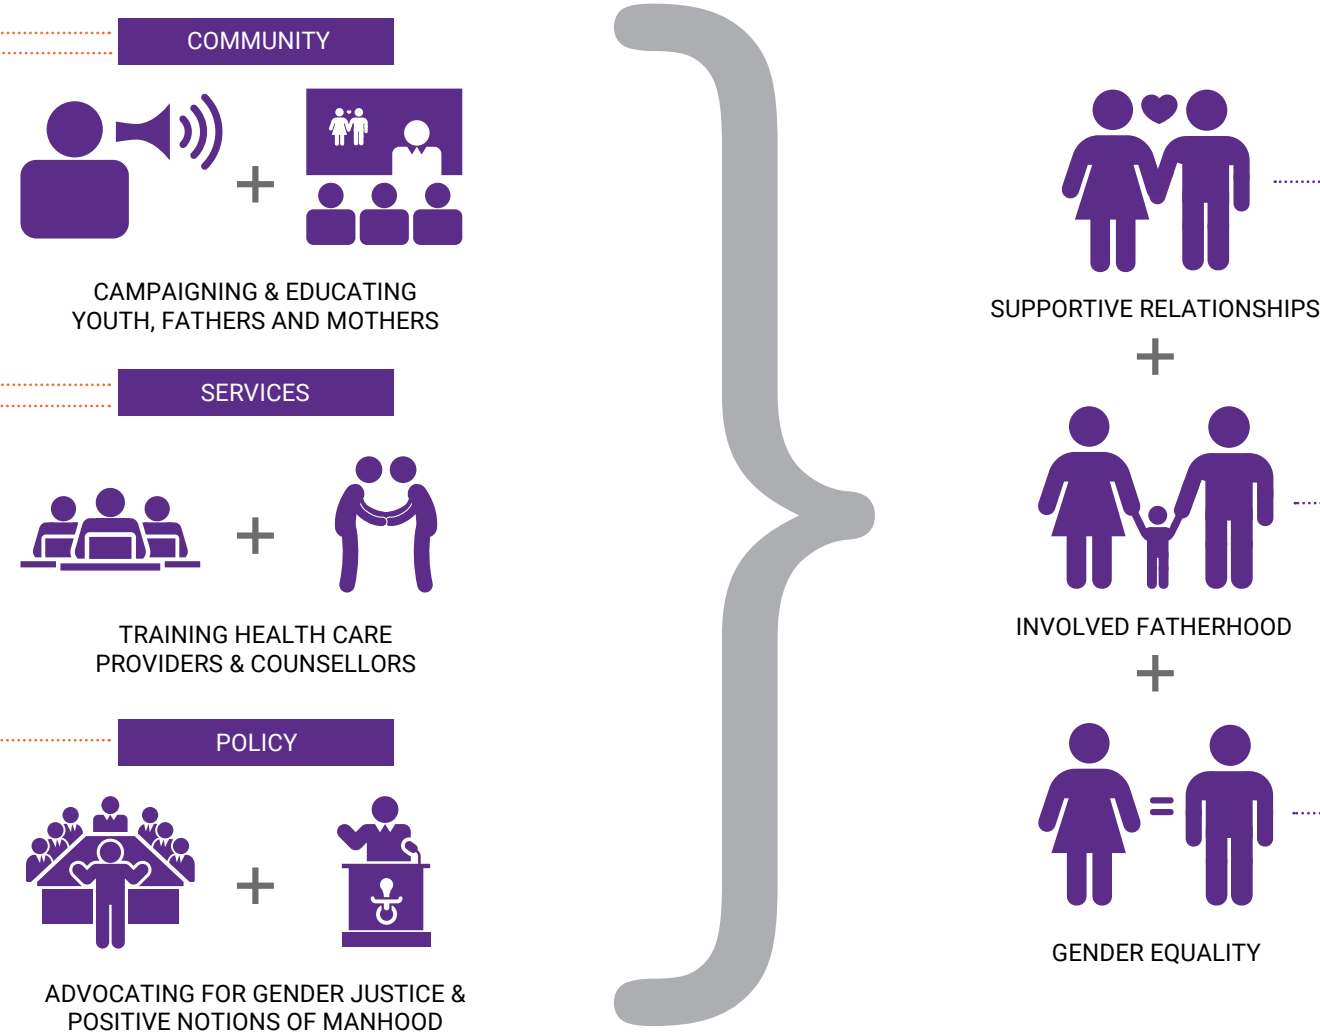 COMMUNITY
CAMPAIGNING & EDUCATING
YOUTH, FATHERS AND MOTHERS
SERVICES
TRAINING HEALTH CARE
PROVIDERS & COUNSELLORS
POLICY
ADVOCATING FOR GENDER JUSTICE &
POSITIVE NOTIONS OF MANHOOD
SUPPORTIVE RELATIONSHIPS
INVOLVED FATHERHOOD
GENDER EQUALITY